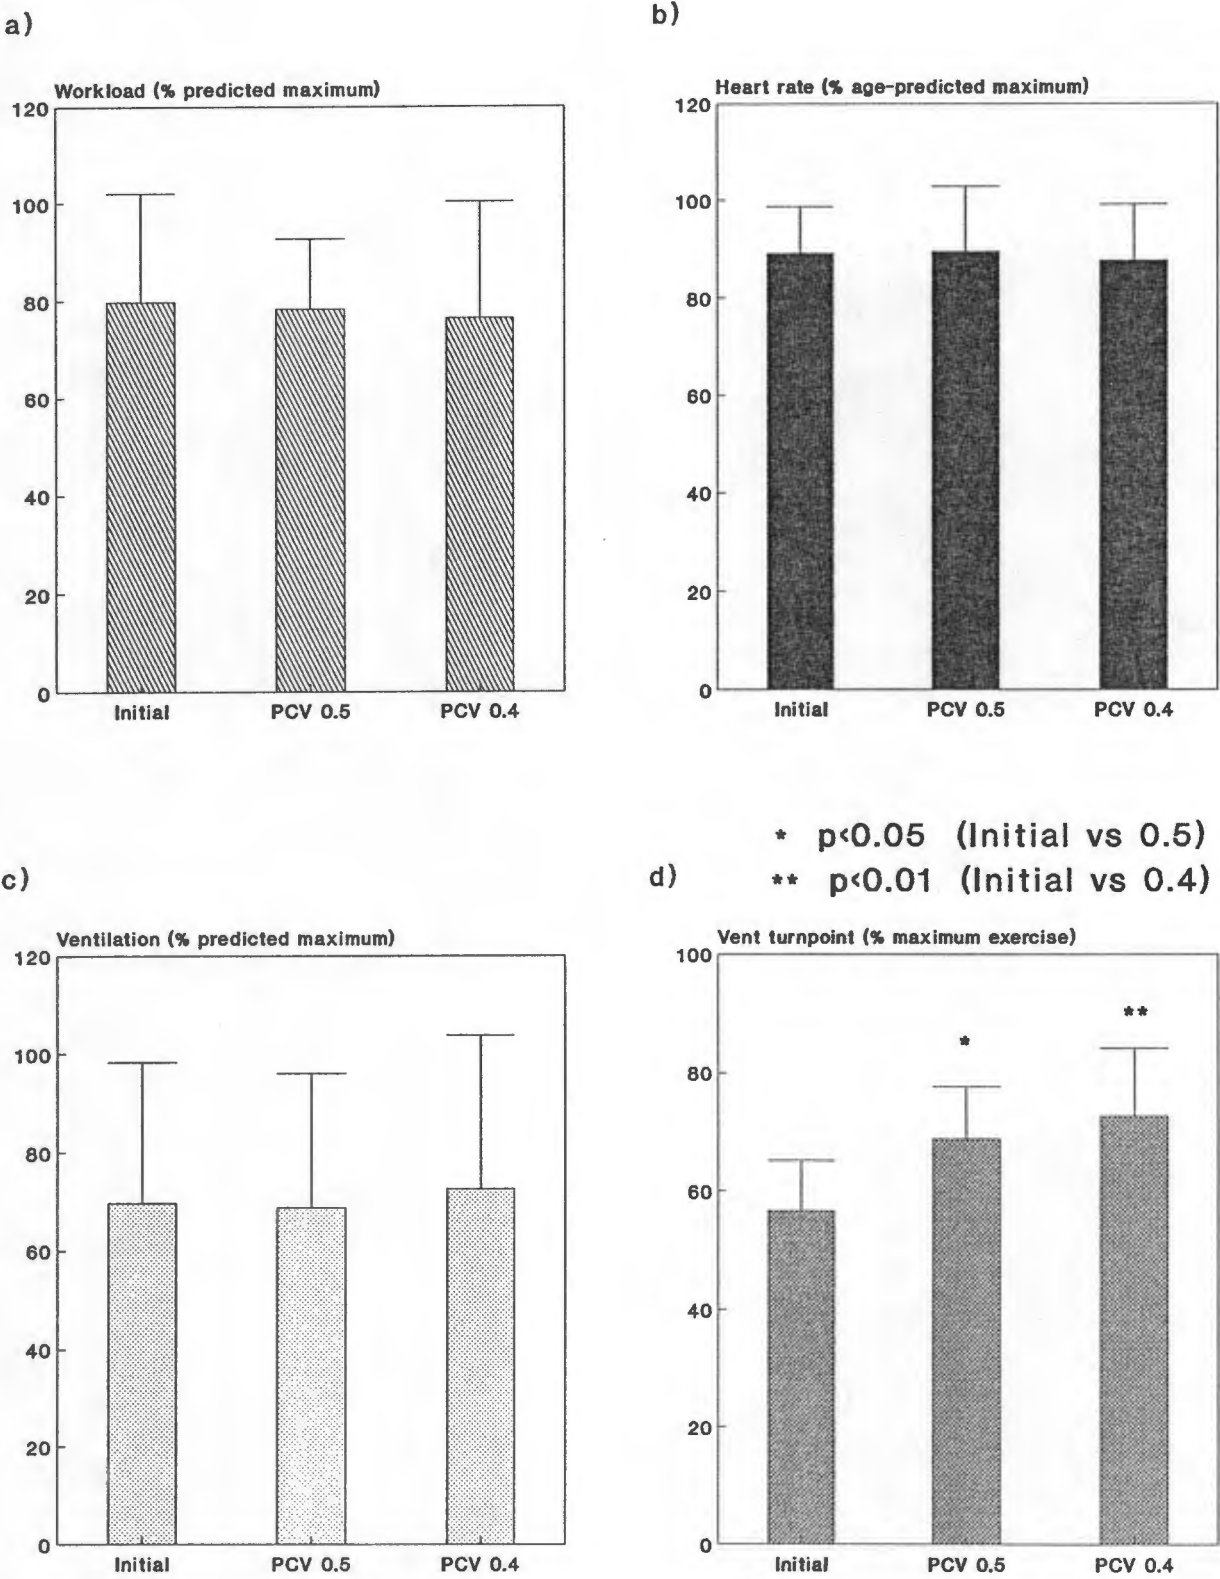 a)
Workload (% predicted maximum)
120
100
80
60
40
20
0
Initial PCV 0.5 PCV 0.4
b)
Heart rate (% age-predicted maximum)
120
100
80
60
40
20
0
Initial PCV 0.5 PCV 0.4
c)
Ventilation (% predicted maximum)
120
100
80
60
40
20
0
Initial PCV 0.5 PCV 0.4
* p<0.05 (Initial vs 0.5)
d) ** p<0.01 (Initial vs 0.4)
Vent turnpoint (% maximum exercise)
100
80
60
40
20
0
*
**
Initial PCV 0.5 PCV 0.4